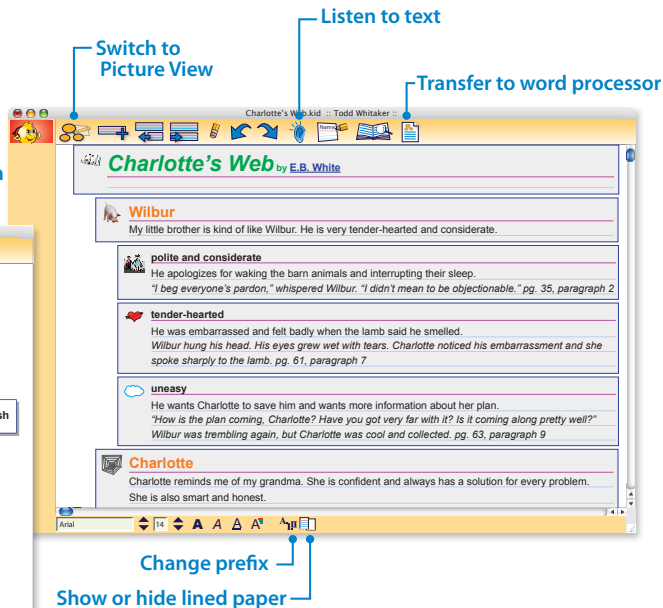 Listen to text
Switch to
Picture View
Transfer to word processor
Charlotte's Web.kid :: Todd Whitaker ::
Name
Charlotte's Web by E.B. White
Wilbur
My little brother is kind of like Wilbur. He is very tender-hearted and considerate.
polite and considerate
He apologizes for waking the barn animals and interrupting their sleep.
"I beg everyone's pardon," whispered Wilbur. "I didn't mean to be objectionable." pg. 35, paragraph 2
tender-hearted
He was embarrassed and felt badly when the lamb said he smelled.
Wilbur hung his head. His eyes grew wet with tears. Charlotte noticed his embarrassment and she
spoke sharply to the lamb. pg. 61, paragraph 7
uneasy
He wants Charlotte to save him and wants more information about her plan.
"How is the plan coming, Charlotte? Have you got very far with it? Is it coming along pretty well?"
Wilbur was trembling again, but Charlotte was cool and collected. pg. 63, paragraph 9
Charlotte
Charlotte reminds me of my grandma. She is confident and always has a solution for every problem.
She is also smart and honest.
Arial 14 A A A A
Change prefix
Show or hide lined paper